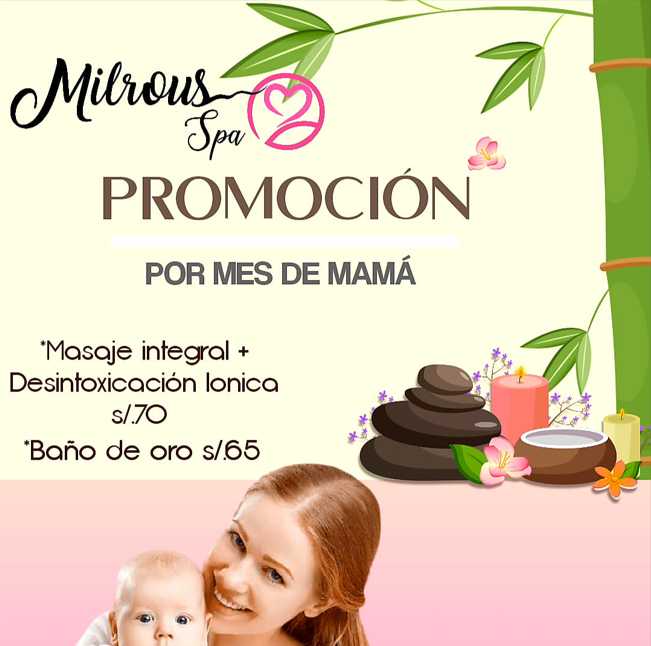 Milrous
Spa
PROMOCIÓN
POR MES DE MAMÁ
*Masaje integral +
Desintoxicación Ionica
s/.70
*Baño de oro s/.65